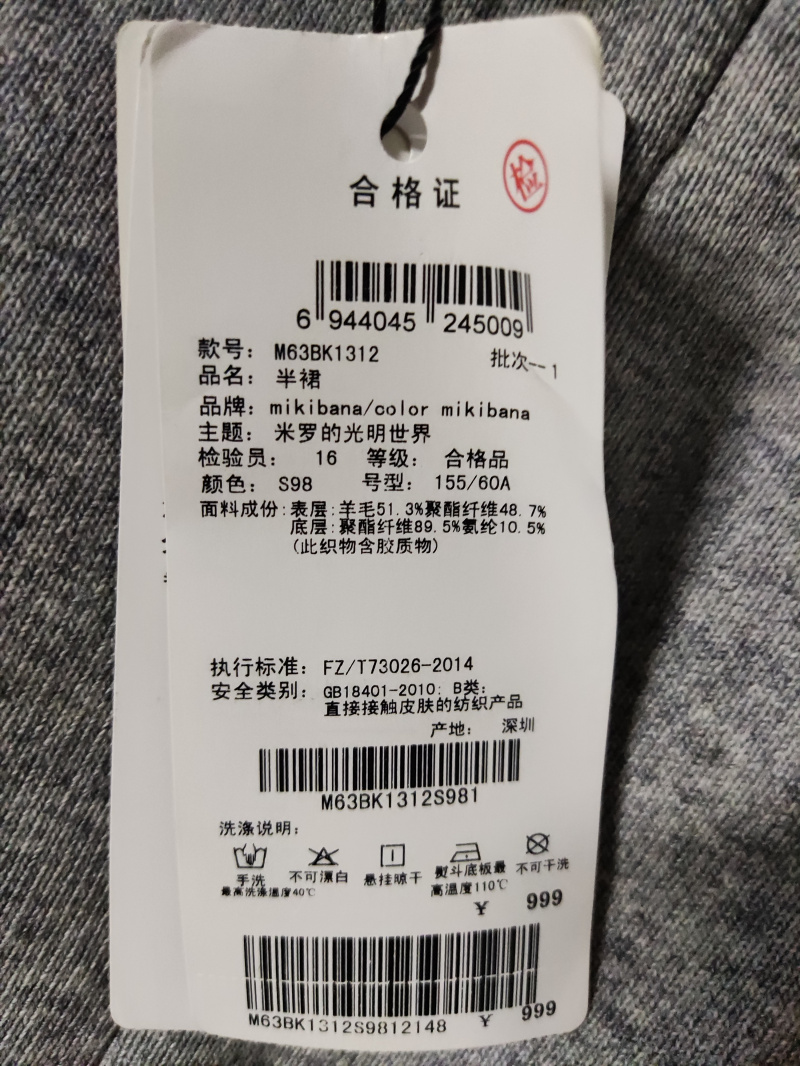 检
合格证
6 944045 245009
款号: M63BK1312
批次--1
品名: 半裙
品牌: mikibana/color mikibana
主题: 米罗的光明世界
检验员: 16 等级: 合格品
颜色: S98 号型: 155/60A
面料成份:表层:羊毛51.3%聚酯纤维48.7%
底层:聚酯纤维89.5%氨纶10.5%
(此织物含胶质物)
执行标准: FZ/T73026-2014
安全类别: GB18401-2010: B类:
直接接触皮肤的纺织产品
产地: 深圳
M63BK1312S981
洗涤说明:
手洗
最高洗涤温度40℃
不可漂白
悬挂晾干
熨斗底板最
高温度110℃
不可干洗
¥ 999
M63BK1312S9812148 ¥ 999